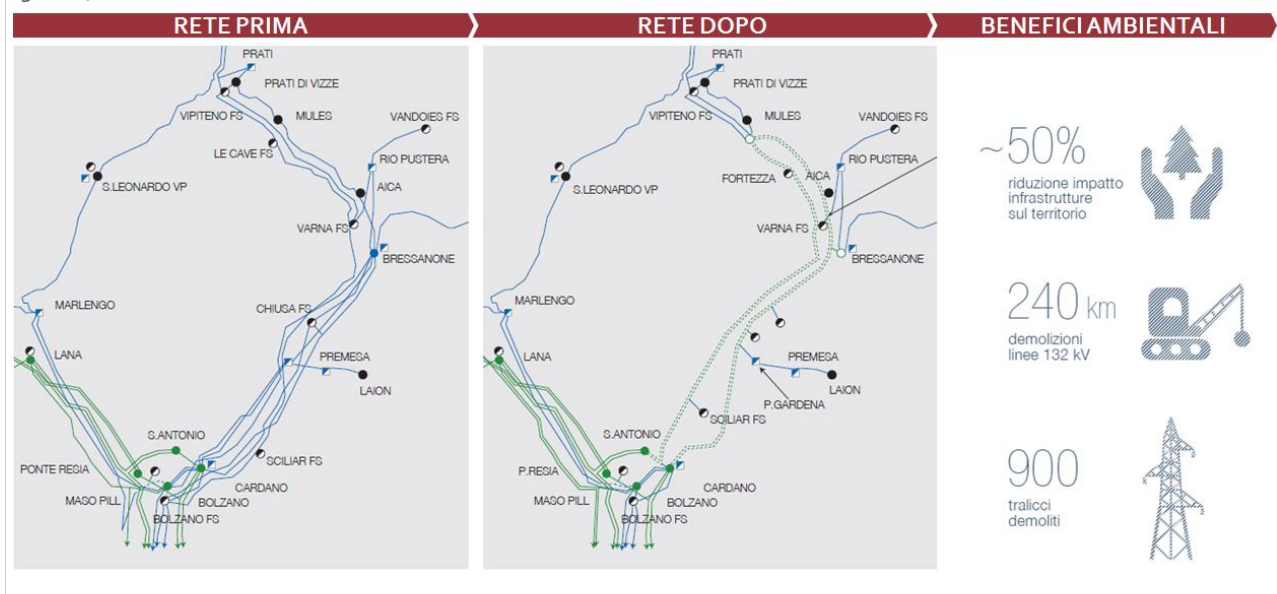 RETE PRIMA
RETE DOPO
BENEFICI AMBIENTALI
PRATI
PRATI DI VIZZE
VIPITENO FS
MULES
VANDOIES FS
LE CAVE FS
RIO PUSTERA
S.LEONARDO VP
AICA
VARNA FS
BRESSANONE
MARLENGO
CHIUSA FS
LANA
PREMESA
LAION
S.ANTONIO
PONTE RESIA
SCILIAR FS
CARDANO
MASO PILL
BOLZANO
BOLZANO FS
PRATI
PRATI DI VIZZE
VIPITENO FS
MULES
VANDOIES FS
RIO PUSTERA
FORTEZZA
AICA
S.LEONARDO VP
VARNA FS
BRESSANONE
MARLENGO
LANA
PREMESA
LAION
P.GARDENA
SCILIAR FS
S.ANTONIO
P.RESIA
CARDANO
MASO PILL
BOLZANO
BOLZANO FS
~50%
riduzione impatto
infrastrutture
sul territorio
240 km
demolizioni
linee 132 kV
900
tralicci
demoliti